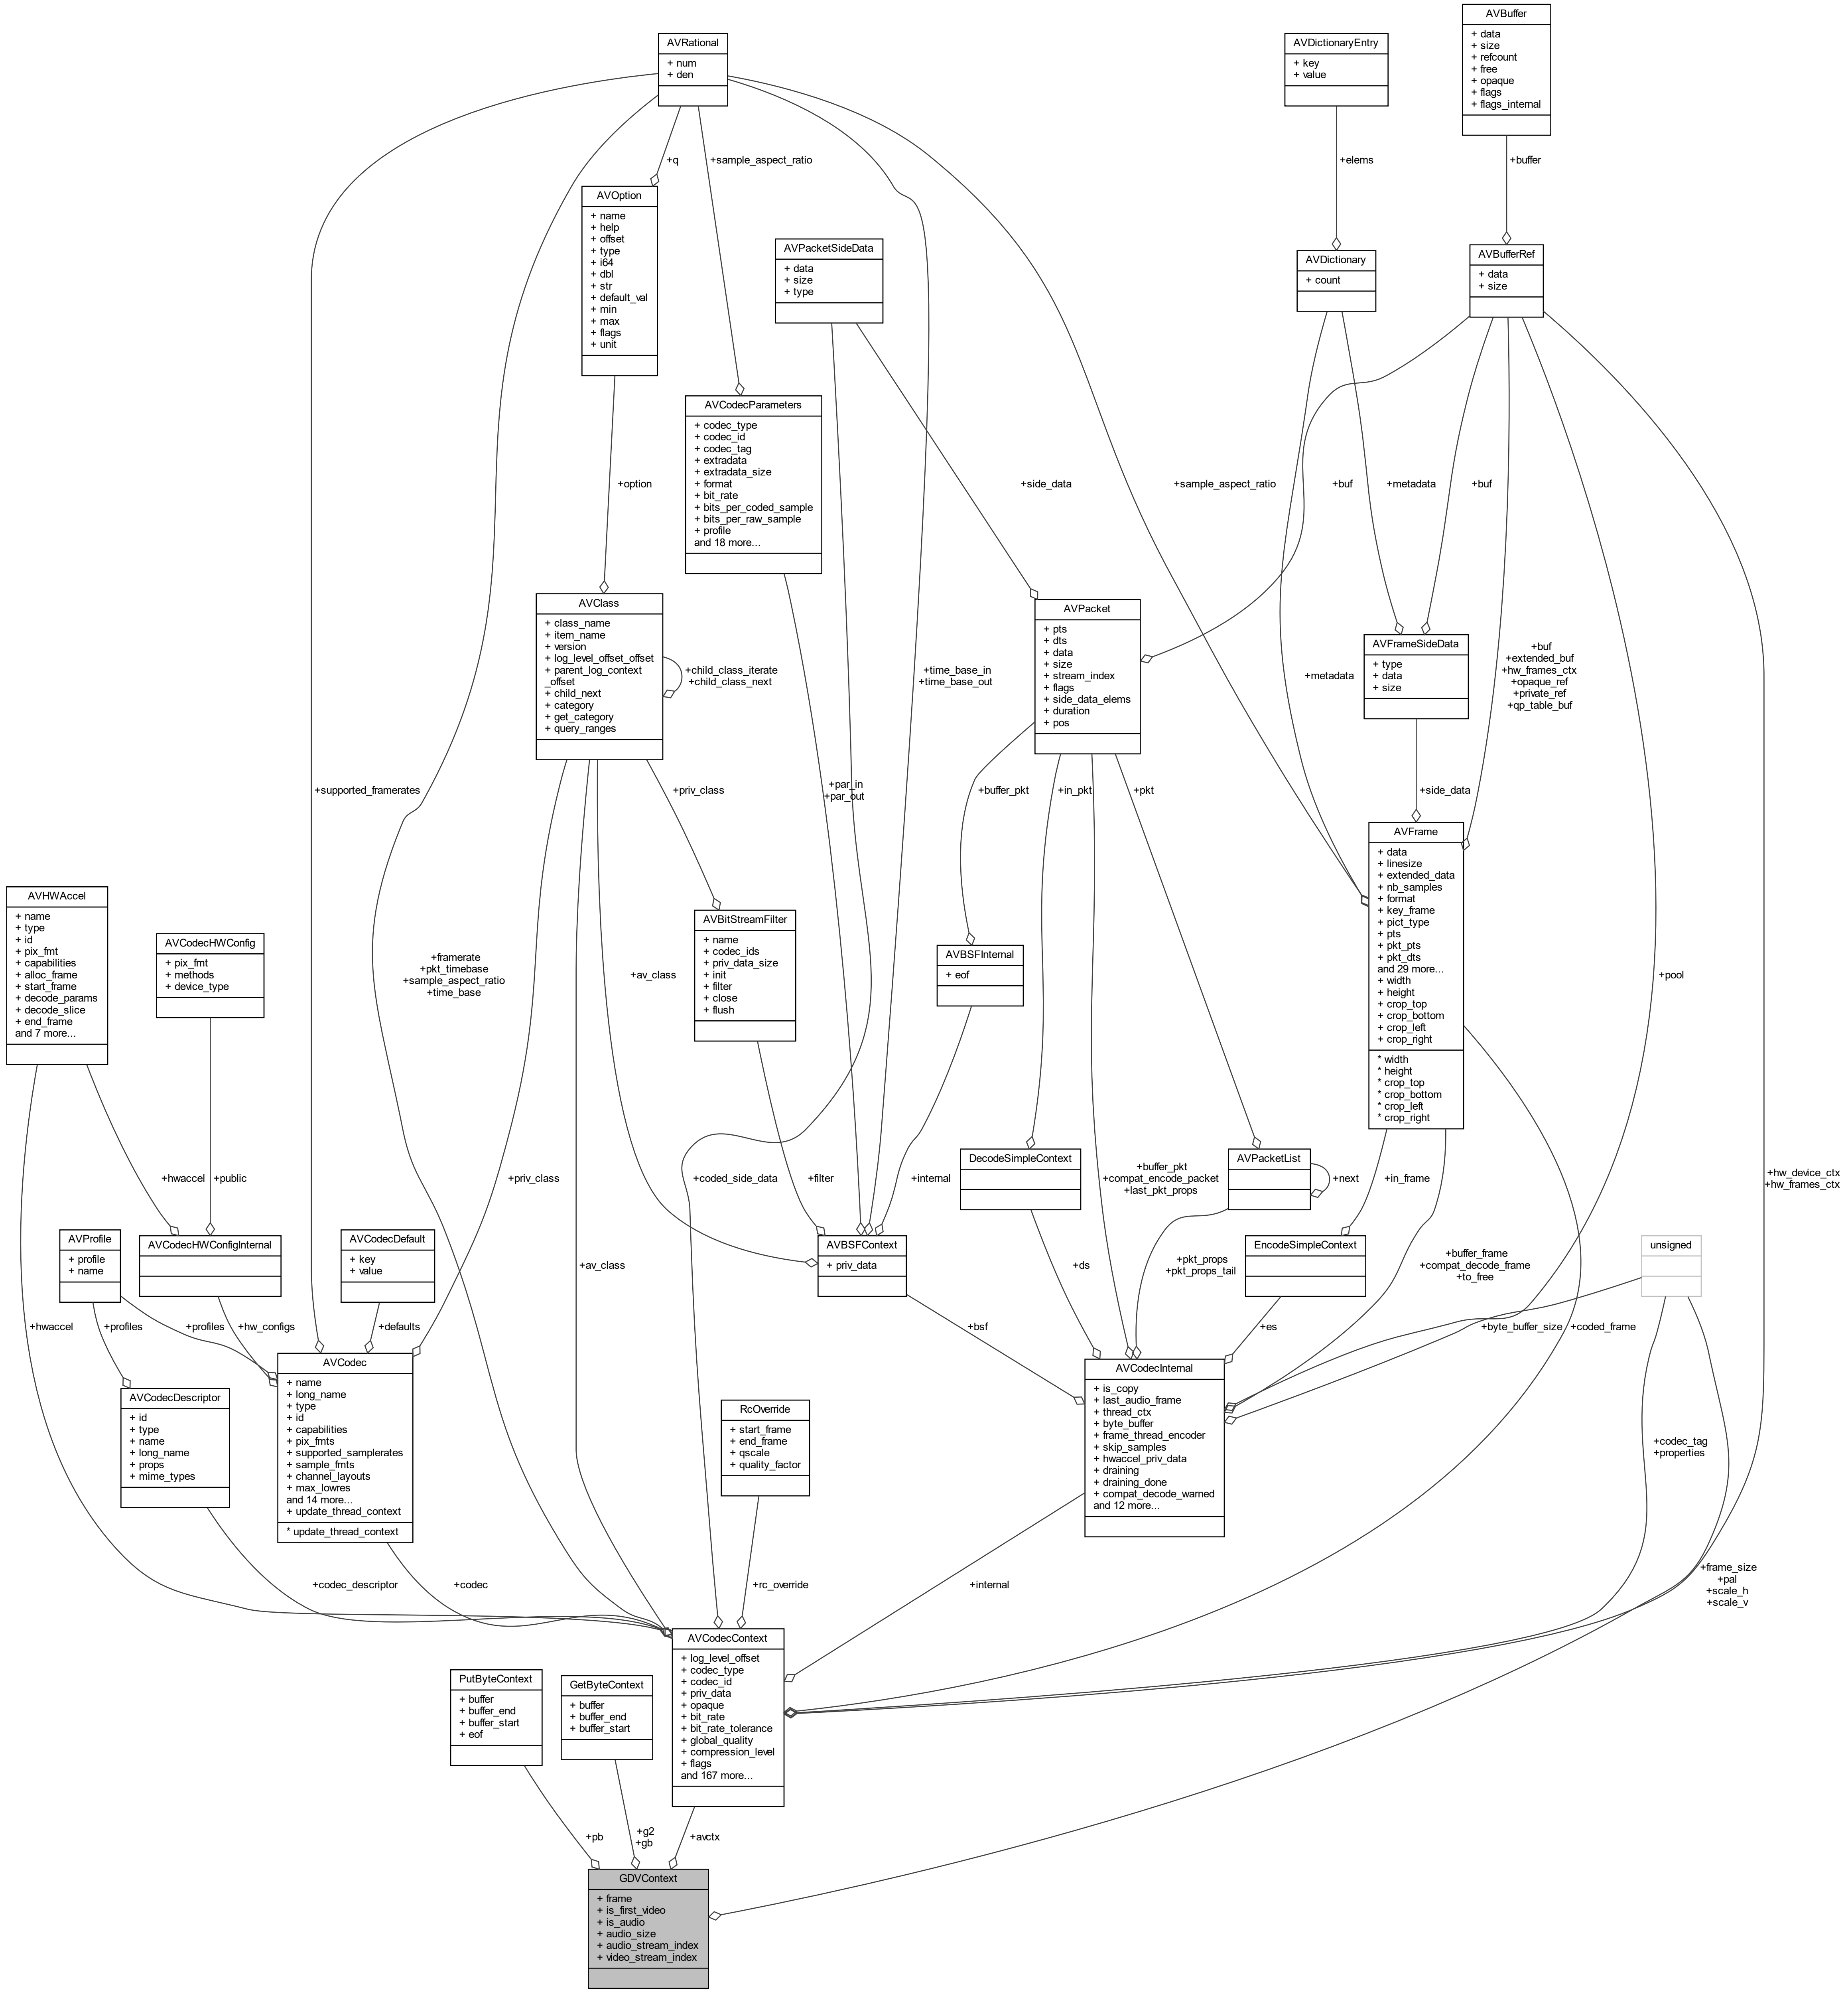 AVBuffer
+ data
+ size
+ refcount
+ free
+ opaque
+ flags
+ flags_internal
AVRational
+ num
+ den
AVDictionaryEntry
+ key
+ value
+q
+sample_aspect_ratio
+elems
+buffer
AVOption
+ name
+ help
+ offset
+ type
+ i64
+ dbl
+ str
+ default_val
+ min
+ max
+ flags
+ unit
AVPacketSideData
+ data
+ size
+ type
AVDictionary
+ count
AVBufferRef
+ data
+ size
AVCodecParameters
+ codec_type
+ codec_id
+ codec_tag
+ extradata
+ extradata_size
+ format
+ bit_rate
+ bits_per_coded_sample
+ bits_per_raw_sample
+ profile
and 18 more...
+option
+side_data
+sample_aspect_ratio
+buf
+metadata
+buf
AVClass
+ class_name
+ item_name
+ version
+ log_level_offset_offset
+ parent_log_context
_offset
+ child_next
+ category
+ get_category
+ query_ranges
+child_class_iterate
+child_class_next
+time_base_in
+time_base_out
AVPacket
+ pts
+ dts
+ data
+ size
+ stream_index
+ flags
+ side_data_elems
+ duration
+ pos
+metadata
AVFrameSideData
+ type
+ data
+ size
+buf
+extended_buf
+hw_frames_ctx
+opaque_ref
+private_ref
+qp_table_buf
+supported_framerates
+priv_class
+par_in
+par_out
+buffer_pkt
+in_pkt
+pkt
+side_data
AVFrame
+ data
+ linesize
+ extended_data
+ nb_samples
+ format
+ key_frame
+ pict_type
+ pts
+ pkt_pts
+ pkt_dts
and 29 more...
+ width
+ height
+ crop_top
+ crop_bottom
+ crop_left
+ crop_right
* width
* height
* crop_top
* crop_bottom
* crop_left
* crop_right
AVHWAccel
+ name
+ type
+ id
+ pix_fmt
+ capabilities
+ alloc_frame
+ start_frame
+ decode_params
+ decode_slice
+ end_frame
and 7 more...
AVCodecHWConfig
+ pix_fmt
+ methods
+ device_type
+framerate
+pkt_timebase
+sample_aspect_ratio
+time_base
+av_class
AVBitStreamFilter
+ name
+ codec_ids
+ priv_data_size
+ init
+ filter
+ close
+ flush
AVBSFInternal
+ eof
+pool
+hwaccel
+public
+priv_class
+coded_side_data
+filter
+internal
DecodeSimpleContext
+buffer_pkt
+compat_encode_packet
+last_pkt_props
AVPacketList
+next
+in_frame
+hw_device_ctx
+hw_frames_ctx
AVProfile
+ profile
+ name
AVCodecHWConfigInternal
AVCodecDefault
+ key
+ value
+av_class
AVBSFContext
+ priv_data
+ds
+pkt_props
+pkt_props_tail
EncodeSimpleContext
+buffer_frame
+compat_decode_frame
+to_free
unsigned
+hwaccel
+profiles
+profiles
+hw_configs
+defaults
+bsf
+es
+byte_buffer_size
+coded_frame
AVCodecDescriptor
+ id
+ type
+ name
+ long_name
+ props
+ mime_types
AVCodec
+ name
+ long_name
+ type
+ id
+ capabilities
+ pix_fmts
+ supported_samplerates
+ sample_fmts
+ channel_layouts
+ max_lowres
and 14 more...
+ update_thread_context
* update_thread_context
RcOverride
+ start_frame
+ end_frame
+ qscale
+ quality_factor
AVCodecInternal
+ is_copy
+ last_audio_frame
+ thread_ctx
+ byte_buffer
+ frame_thread_encoder
+ skip_samples
+ hwaccel_priv_data
+ draining
+ draining_done
+ compat_decode_warned
and 12 more...
+codec_tag
+properties
+codec_descriptor
+codec
+rc_override
+internal
+frame_size
+pal
+scale_h
+scale_v
AVCodecContext
+ log_level_offset
+ codec_type
+ codec_id
+ priv_data
+ opaque
+ bit_rate
+ bit_rate_tolerance
+ global_quality
+ compression_level
+ flags
and 167 more...
PutByteContext
+ buffer
+ buffer_end
+ buffer_start
+ eof
GetByteContext
+ buffer
+ buffer_end
+ buffer_start
+pb
+g2
+gb
+avctx
GDVContext
+ frame
+ is_first_video
+ is_audio
+ audio_size
+ audio_stream_index
+ video_stream_index